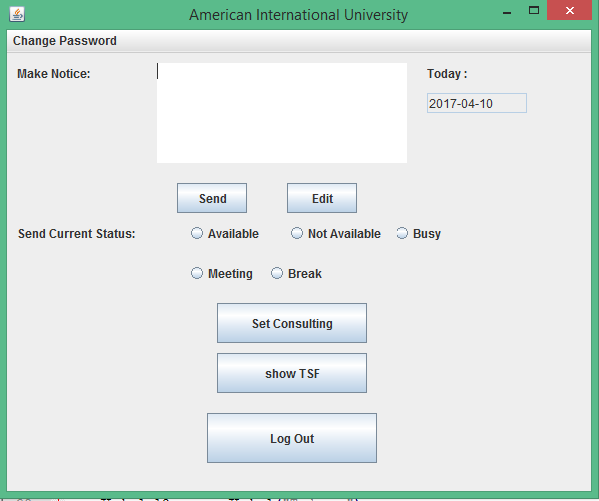 American International University
Change Password
Make Notice:
Today :
2017-04-10
Send Edit
Send Current Status: Available Not Available Busy
Meeting Break
Set Consulting
show TSF
Log Out